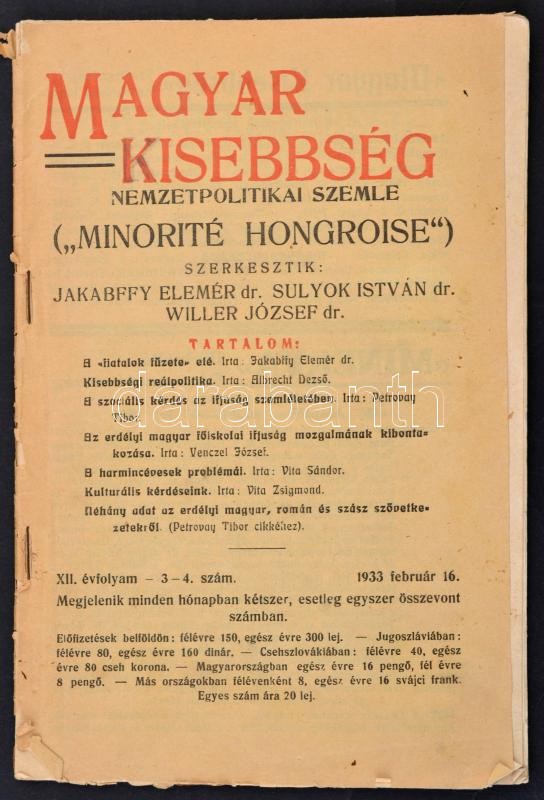 MAGYAR
KISEBBSÉG
NEMZETPOLITIKAI SZEMLE
(„MINORITÉ HONGROISE“)
SZERKESZTIK:
JAKABFFY ELEMÉR dr. SULYOK ISTVÁN dr.
WILLER JÓZSEF dr.
TARTALOM:
A «fiatalok füzete» elé. Irta: Jakabffy Elemér dr.
Kisebbségi reálpolitika. Irta: Albrecht Dezső.
A szociális kérdés az ifjuság szemléletében. Irta: Petrovay
Tibor.
Az erdélyi magyar főiskolai ifjuság mozgalmának kibonta-
kozása. Irta: Venczel József.
A harmincévesek problémái. Irta: Vita Sándor.
Kulturális kérdéseink. Irta: Vita Zsigmond.
Néhány adat az erdélyi magyar, román és szász szövetke-
zetekről. (Petrovay Tibor cikkéhez).
XII. évfolyam – 3–4. szám. 1933 február 16.
Megjelenik minden hónapban kétszer, esetleg egyszer összevont
számban.
Előfizetések belföldön: félévre 150, egész évre 300 lej. — Jugoszláviában:
félévre 80, egész évre 160 dinár. — Csehszlovákiában: félévre 40, egész
évre 80 cseh korona. — Magyarországban egész évre 16 pengő, fél évre
8 pengő. — Más országokban félévenként 8, egész évre 16 svájci frank.
Egyes szám ára 20 lej.
darabanth